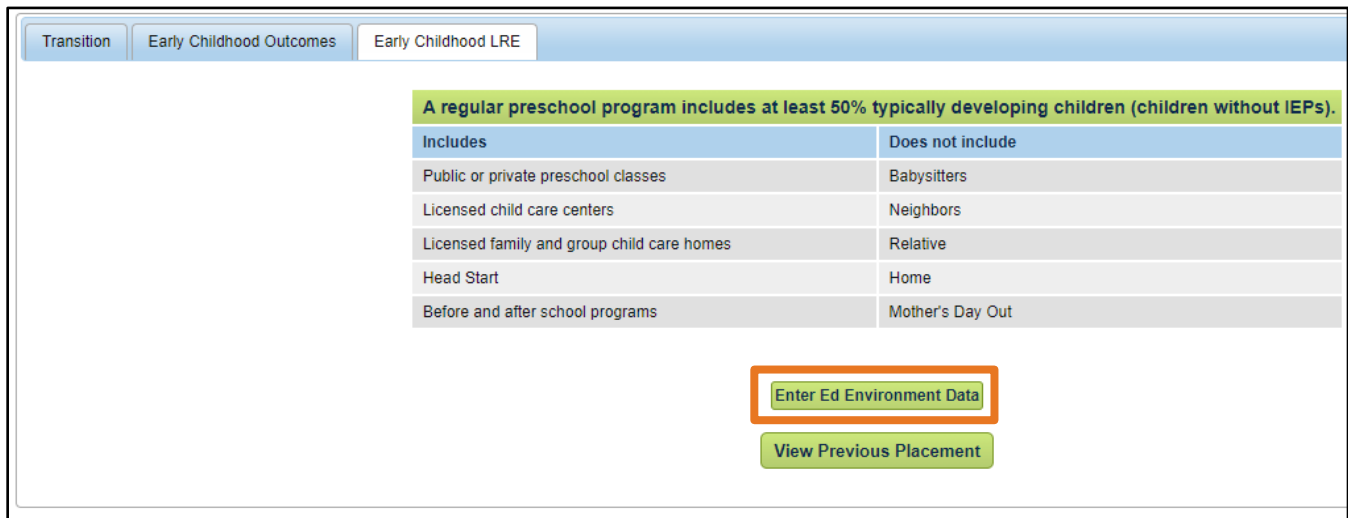 Transition Early Childhood Outcomes Early Childhood LRE
A regular preschool program includes at least 50% typically developing children (children without IEPs).
Includes Does not include
Public or private preschool classes Babysitters
Licensed child care centers Neighbors
Licensed family and group child care homes Relative
Head Start Home
Before and after school programs Mother's Day Out
Enter Ed Environment Data
View Previous Placement